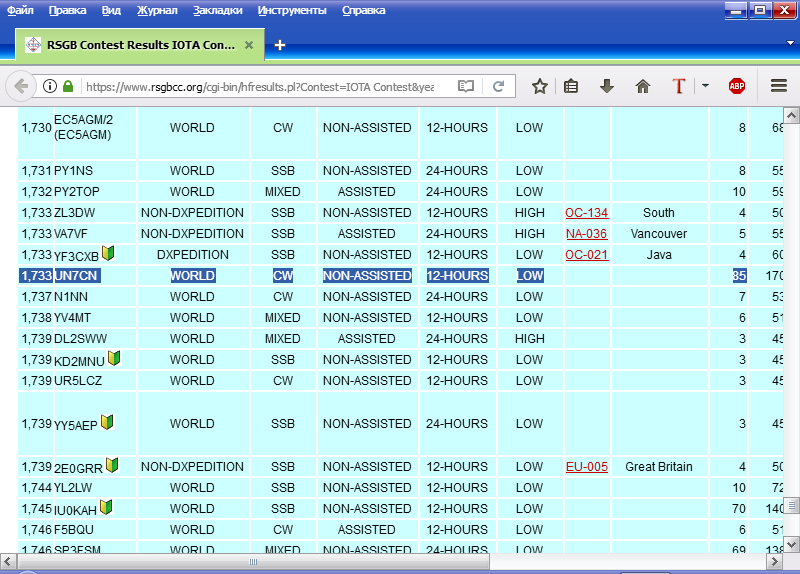 Файл Правка Вид Журнал Закладки Инструменты Справка
RSGB Contest Results IOTA Con...
https://www.rsgbcc.org/cgi-bin/hfresults.pl?Contest=IOTA Contest&yea
T ABP
1,730 EC5AGM/2 (EC5AGM) WORLD CW NON-ASSISTED 12-HOURS LOW 8 68
1,731 PY1NS WORLD SSB NON-ASSISTED 24-HOURS LOW 8 55
1,732 PY2TOP WORLD MIXED ASSISTED 24-HOURS LOW 10 59
1,733 ZL3DW NON-DXPEDITION SSB NON-ASSISTED 12-HOURS HIGH OC-134 South 4 50
1,733 VA7VF NON-DXPEDITION SSB ASSISTED 24-HOURS HIGH NA-036 Vancouver 5 55
1,733 YF3CXB DXPEDITION SSB NON-ASSISTED 12-HOURS LOW OC-021 Java 4 60
1,733 UN7CN WORLD CW NON-ASSISTED 12-HOURS LOW 85 170
1,737 N1NN WORLD CW NON-ASSISTED 24-HOURS LOW 7 53
1,738 YV4MT WORLD MIXED NON-ASSISTED 12-HOURS LOW 6 51
1,739 DL2SWW WORLD MIXED ASSISTED 24-HOURS HIGH 3 45
1,739 KD2MNU WORLD SSB NON-ASSISTED 12-HOURS LOW 3 45
1,739 UR5LCZ WORLD CW NON-ASSISTED 12-HOURS LOW 3 45
1,739 YY5AEP WORLD SSB NON-ASSISTED 24-HOURS LOW 3 45
1,739 2E0GRR NON-DXPEDITION SSB NON-ASSISTED 12-HOURS LOW EU-005 Great Britain 4 50
1,744 YL2LW WORLD SSB NON-ASSISTED 12-HOURS LOW 10 72
1,745 IU0KAH WORLD SSB NON-ASSISTED 12-HOURS LOW 70 140
1,746 F5BQU WORLD CW ASSISTED 12-HOURS LOW 6 51
1,746 SP3FSM WORLD MIXED NON-ASSISTED 24-HOURS LOW 69 138